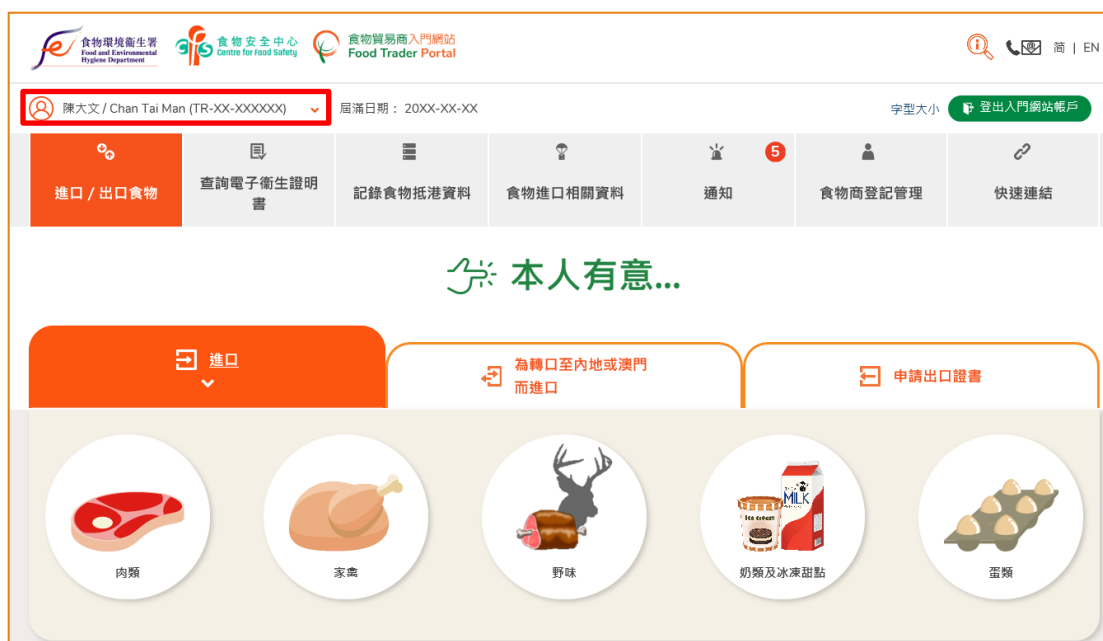 食物環境衞生署
Food and Environmental
Hygiene Department
食物安全中心
Centre for Food Safety
食物貿易商入門網站
Food Trader Portal
简 | EN
陳大文 / Chan Tai Man (TR-XX-XXXXXX)
屆滿日期： 20XX-XX-XX
字型大小
登出入門網站帳戶
進口 / 出口食物
查詢電子衞生證明
書
記錄食物抵港資料
食物進口相關資料
5
通知
食物商登記管理
快速連結
本人有意...
進口
為轉口至內地或澳門
而進口
申請出口證書
肉類
家禽
野味
Ice cream
MILK
奶類及冰凍甜點
蛋類